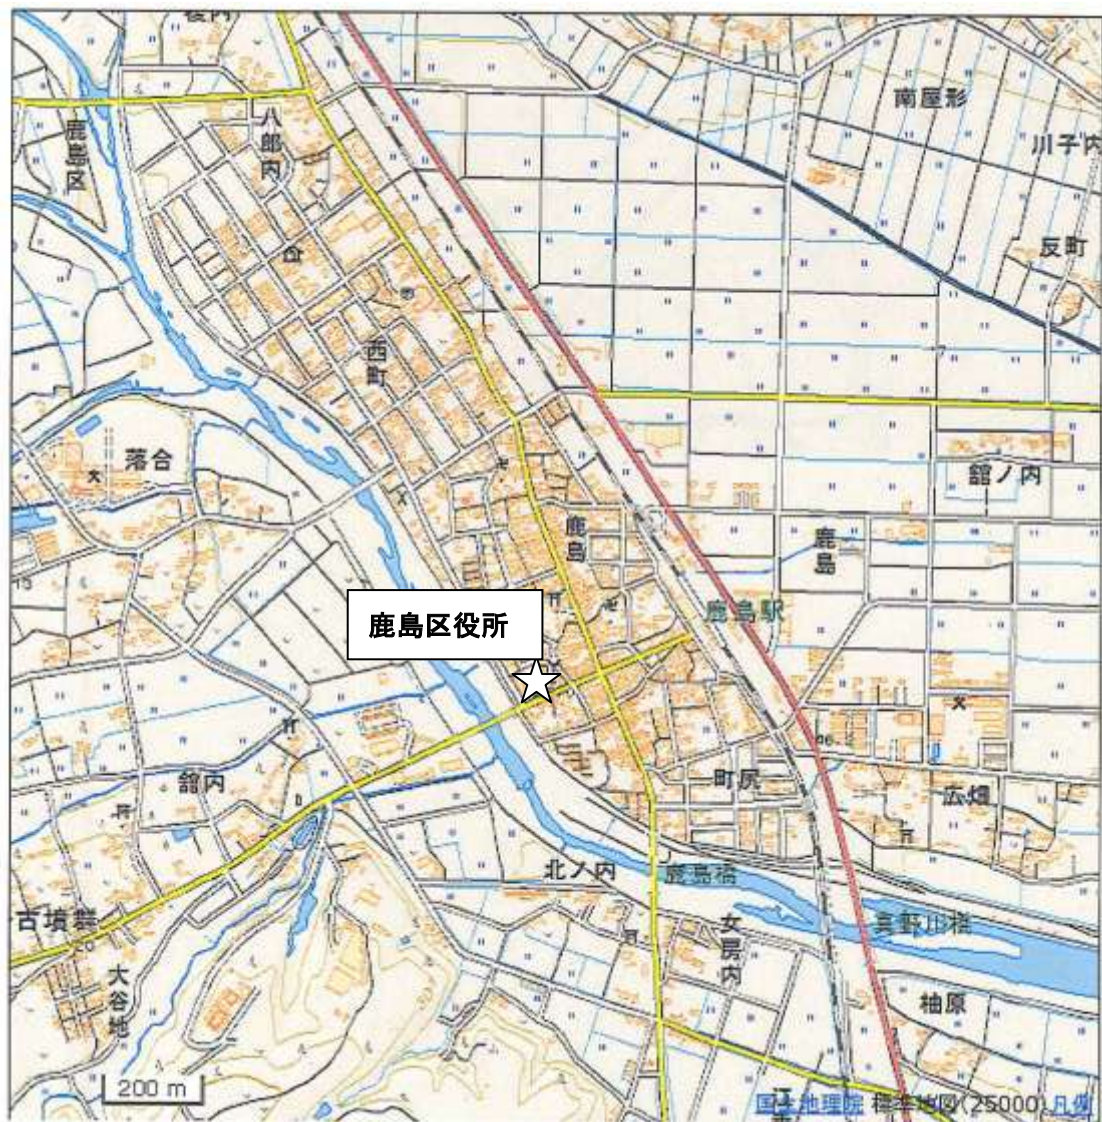 南屋形
川子内
鹿島区
八郎内
反町
西町
落合
舘ノ内
鹿島
鹿島
鹿島区役所
鹿島駅
舘内
町尻
広畑
北ノ内
鹿島橋
古墳群
真野川橋
女房内
大谷地
柚原
200 m
国土地理院 標準地図(25000) 凡例